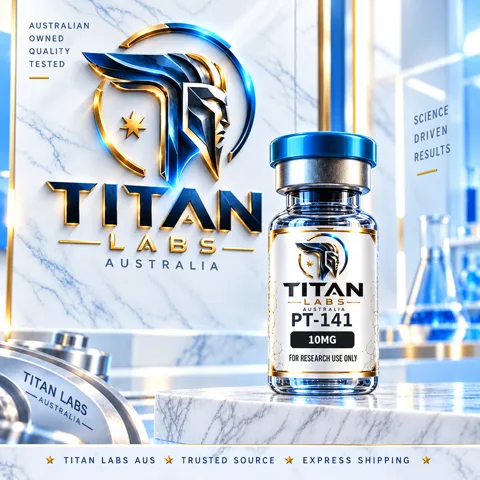 AUSTRALIAN
OWNED
QUALITY
TESTED
TITAN
LABS
AUSTRALIA
SCIENCE
DRIVEN
RESULTS
TITAN
LABS
AUSTRALIA
PT-141
10MG
FOR RESEARCH USE ONLY
TITAN LABS
AUSTRALIA
TITAN LABS AUS ★ TRUSTED SOURCE ★ EXPRESS SHIPPING